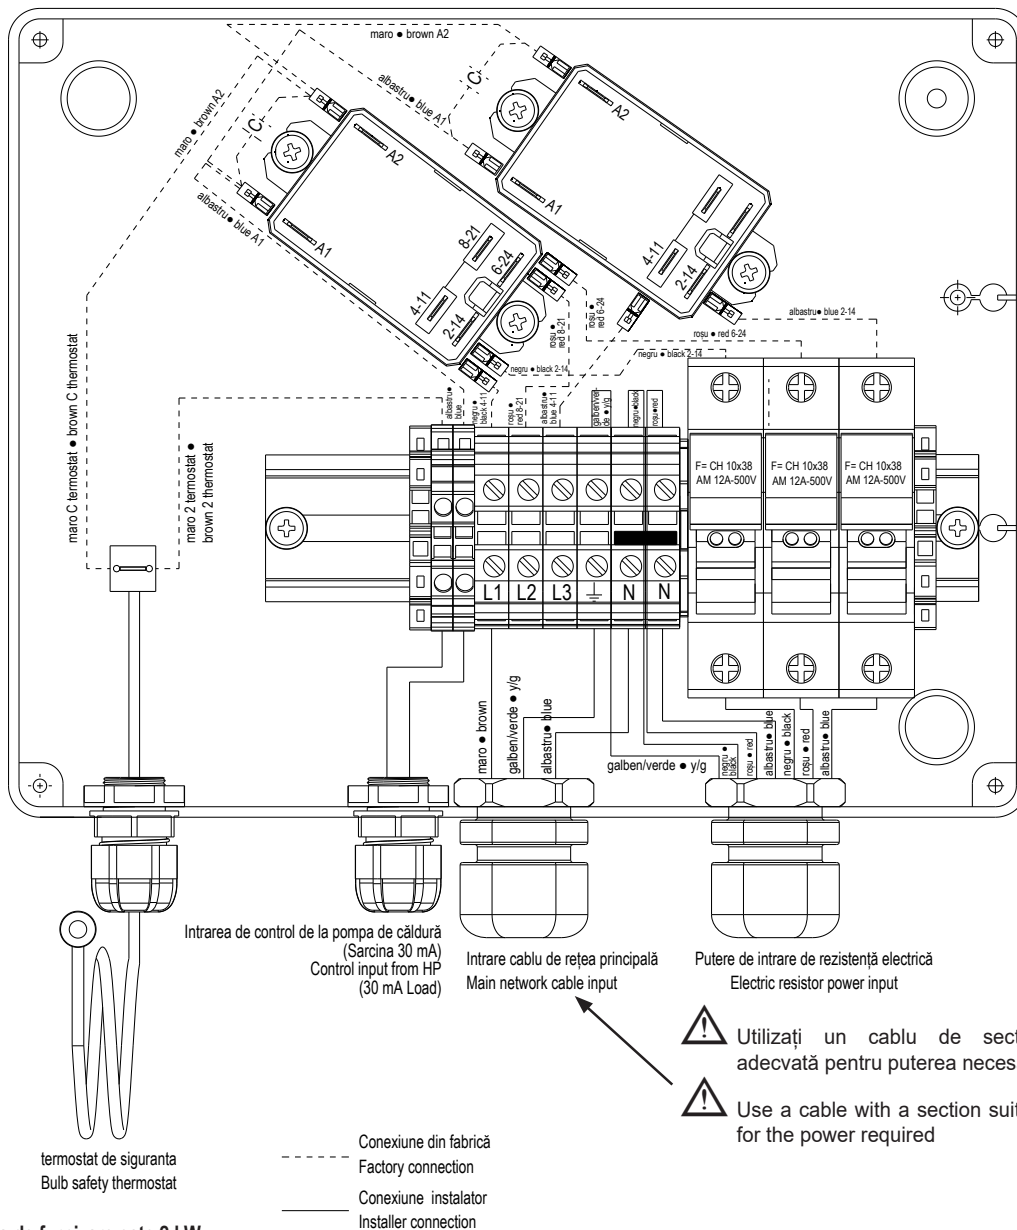 maro ● brown A2
albastru● blue A1
C
A2
A1
4-11
2-14
maro ● brown A2
C
albastru● blue A1
A2
A1
8-21
6-24
4-11
2-14
roșu ●
red 6-24
roșu ●
red 8-21
albastru● blue 2-14
roșu ● red 6-24
negru ● black 2-14
negru ● black 2-14
albastru●
blue
negru ●
black 4-11
roșu ●
red 8-21
albastru●
blue 4-11
galben/ver-
de ● y/g
negru●black
roșu●red
maro C termostat ● brown C thermostat
maro 2 termostat ●
brown 2 thermostat
F= CH 10x38
AM 12A-500V
F= CH 10x38
AM 12A-500V
F= CH 10x38
AM 12A-500V
L1
L2
L3
N
N
maro ● brown
galben/verde ● y/g
albastru● blue
galben/verde ● y/g
negru ●
black
roșu ● red
albastru● blue
negru ● black
roșu ● red
albastru● blue
Intrarea de control de la pompa de căldură
(Sarcina 30 mA)
Control input from HP
(30 mA Load)
Intrare cablu de rețea principală
Main network cable input
Putere de intrare de rezistență electrică
Electric resistor power input
Utilizați un cablu de sect
adecvată pentru puterea neces
Use a cable with a section suit
for the power required
termostat de siguranta
Bulb safety thermostat
Conexiune din fabrică
Factory connection
Conexiune instalator
Installer connection